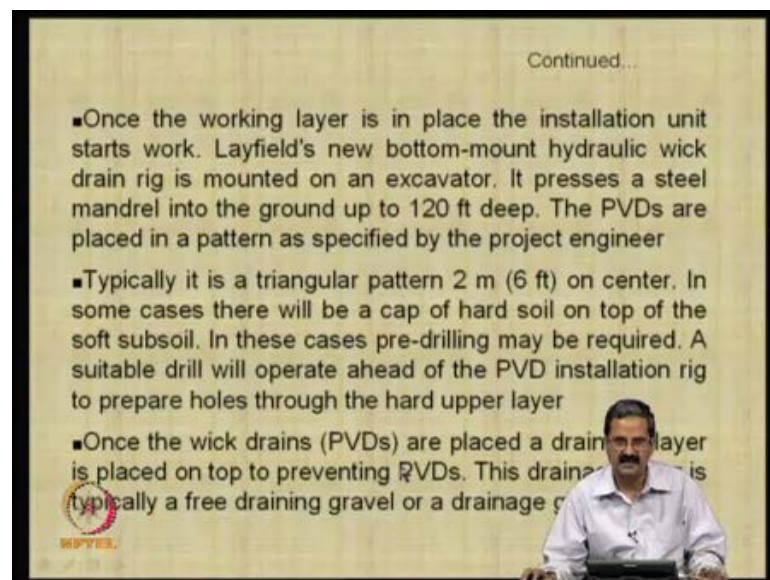 Continued...
▪Once the working layer is in place the installation unit
starts work. Layfield's new bottom-mount hydraulic wick
drain rig is mounted on an excavator. It presses a steel
mandrel into the ground up to 120 ft deep. The PVDs are
placed in a pattern as specified by the project engineer
▪Typically it is a triangular pattern 2 m (6 ft) on center. In
some cases there will be a cap of hard soil on top of the
soft subsoil. In these cases pre-drilling may be required. A
suitable drill will operate ahead of the PVD installation rig
to prepare holes through the hard upper layer
▪Once the wick drains (PVDs) are placed a layer
is placed on top to preventing PVDs. This is
typically a free draining gravel or a drainage
NPTEL